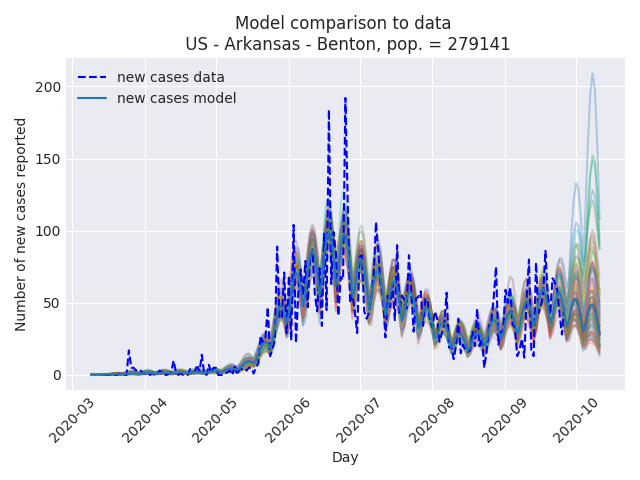 Model comparison to data
US - Arkansas - Benton, pop. = 279141
new cases data
new cases model
Number of new cases reported
200
150
100
50
0
2020-03
2020-04
2020-05
2020-06
2020-07
2020-08
2020-09
2020-10
Day